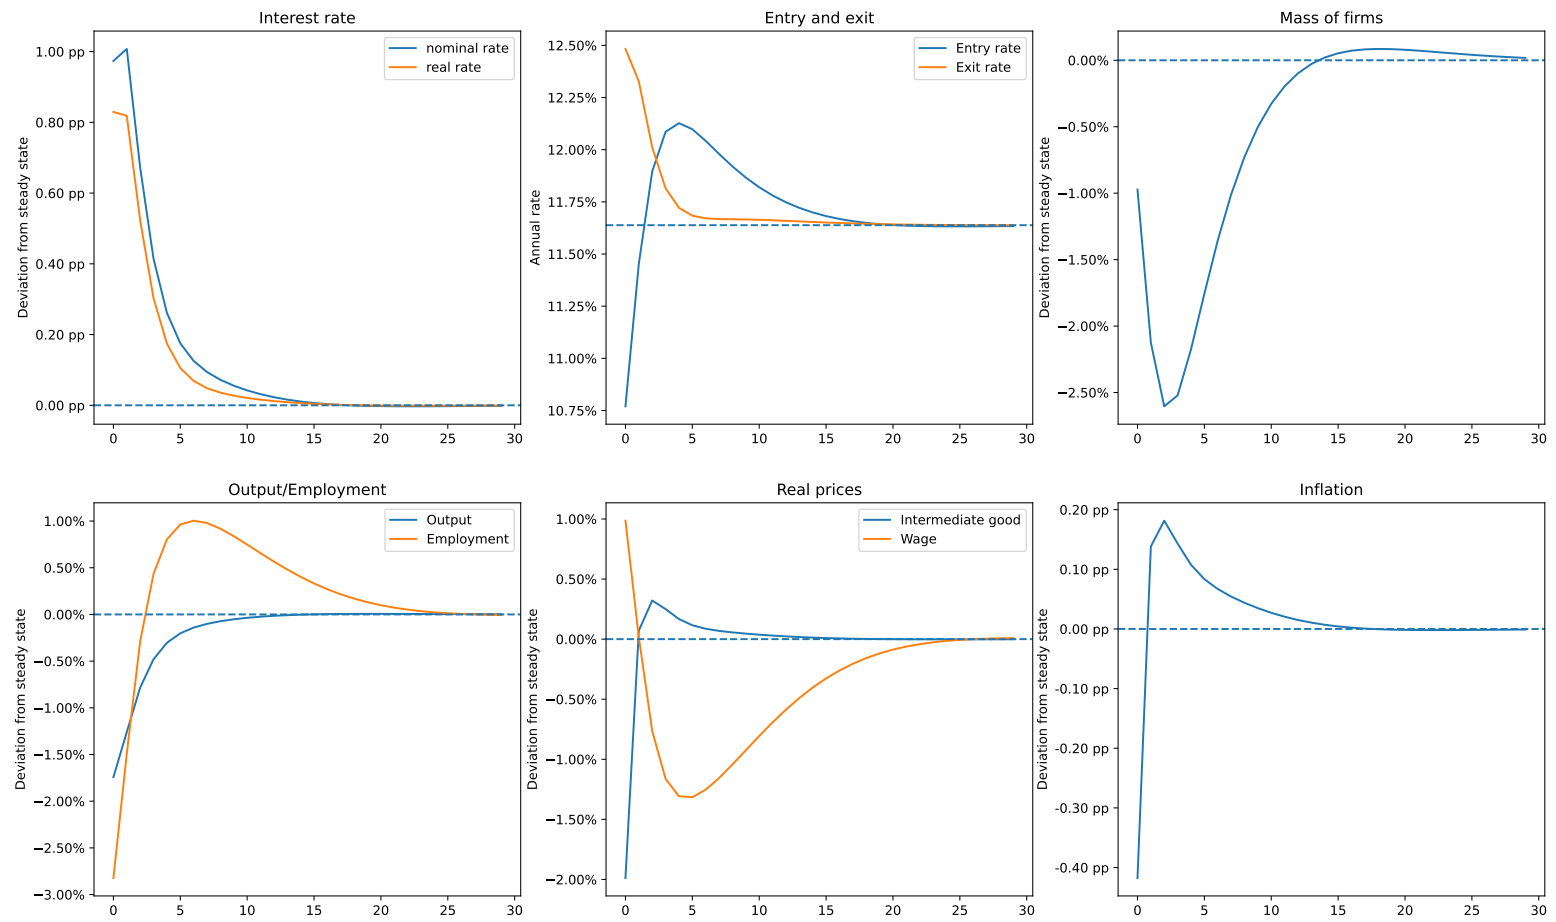 Interest rate
Deviation from steady state
1.00 pp
0.80 pp
0.60 pp
0.40 pp
0.20 pp
0.00 pp
nominal rate
real rate
0 5 10 15 20 25 30
Entry and exit
Annual rate
12.50%
12.25%
12.00%
11.75%
11.50%
11.25%
11.00%
10.75%
Entry rate
Exit rate
0 5 10 15 20 25 30
Mass of firms
Deviation from steady state
0.00%
−0.50%
−1.00%
−1.50%
−2.00%
−2.50%
0 5 10 15 20 25 30
Output/Employment
Deviation from steady state
1.00%
0.50%
0.00%
−0.50%
−1.00%
−1.50%
−2.00%
−2.50%
−3.00%
Output
Employment
0 5 10 15 20 25 30
Real prices
Deviation from steady state
1.00%
0.50%
0.00%
−0.50%
−1.00%
−1.50%
−2.00%
Intermediate good
Wage
0 5 10 15 20 25 30
Inflation
Deviation from steady state
0.20 pp
0.10 pp
0.00 pp
-0.10 pp
-0.20 pp
-0.30 pp
-0.40 pp
0 5 10 15 20 25 30